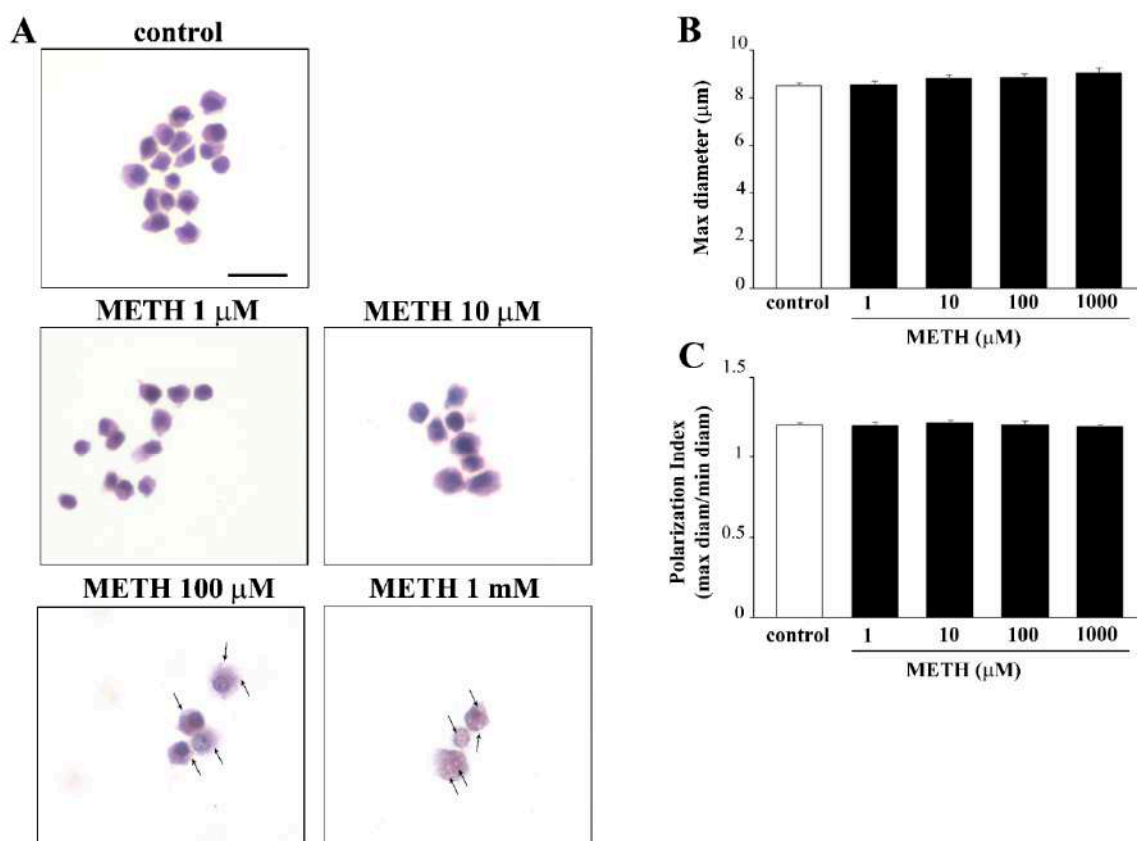 A
control
METH 1 μM
METH 10 μM
METH 100 μM
METH 1 mM
B
Max diameter (μm)
10
8
6
4
2
0
control
1
10
100
1000
METH (μM)
C
Polarization Index
(max diam/min diam)
1.5
1
0.5
0
control
1
10
100
1000
METH (μM)